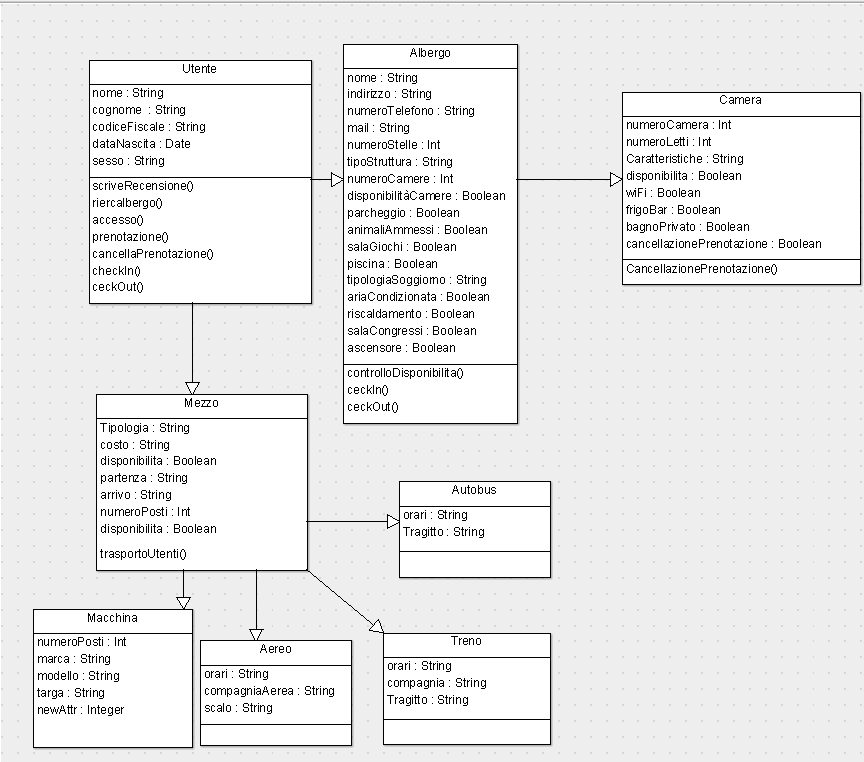 Utente
nome : String
cognome : String
codiceFiscale : String
dataNascita : Date
sesso : String
scriveRecensione()
riercalbergo()
accesso()
prenotazione()
cancellaPrenotazione()
checkIn()
ceckOut()
Albergo
nome : String
indirizzo : String
numeroTelefono : String
mail : String
numeroStelle : Int
tipoStruttura : String
numeroCamere : Int
disponibilitàCamere : Boolean
parcheggio : Boolean
animaliAmmessi : Boolean
salaGiochi : Boolean
piscina : Boolean
tipologiaSoggiorno : String
ariaCondizionata : Boolean
riscaldamento : Boolean
salaCongressi : Boolean
ascensore : Boolean
controlloDisponibilita()
ceckIn()
ceckOut()
Camera
numeroCamera : Int
numeroLetti : Int
Caratteristiche : String
disponibilita : Boolean
wiFi : Boolean
frigoBar : Boolean
bagnoPrivato : Boolean
cancellazionePrenotazione : Boolean
CancellazionePrenotazione()
Mezzo
Tipologia : String
costo : String
disponibilita : Boolean
partenza : String
arrivo : String
numeroPosti : Int
disponibilita : Boolean
trasportoUtenti()
Autobus
orari : String
Tragitto : String
Macchina
numeroPosti : Int
marca : String
modello : String
targa : String
newAttr : Integer
Aereo
orari : String
compagniaAerea : String
scalo : String
Treno
orari : String
compagnia : String
Tragitto : String